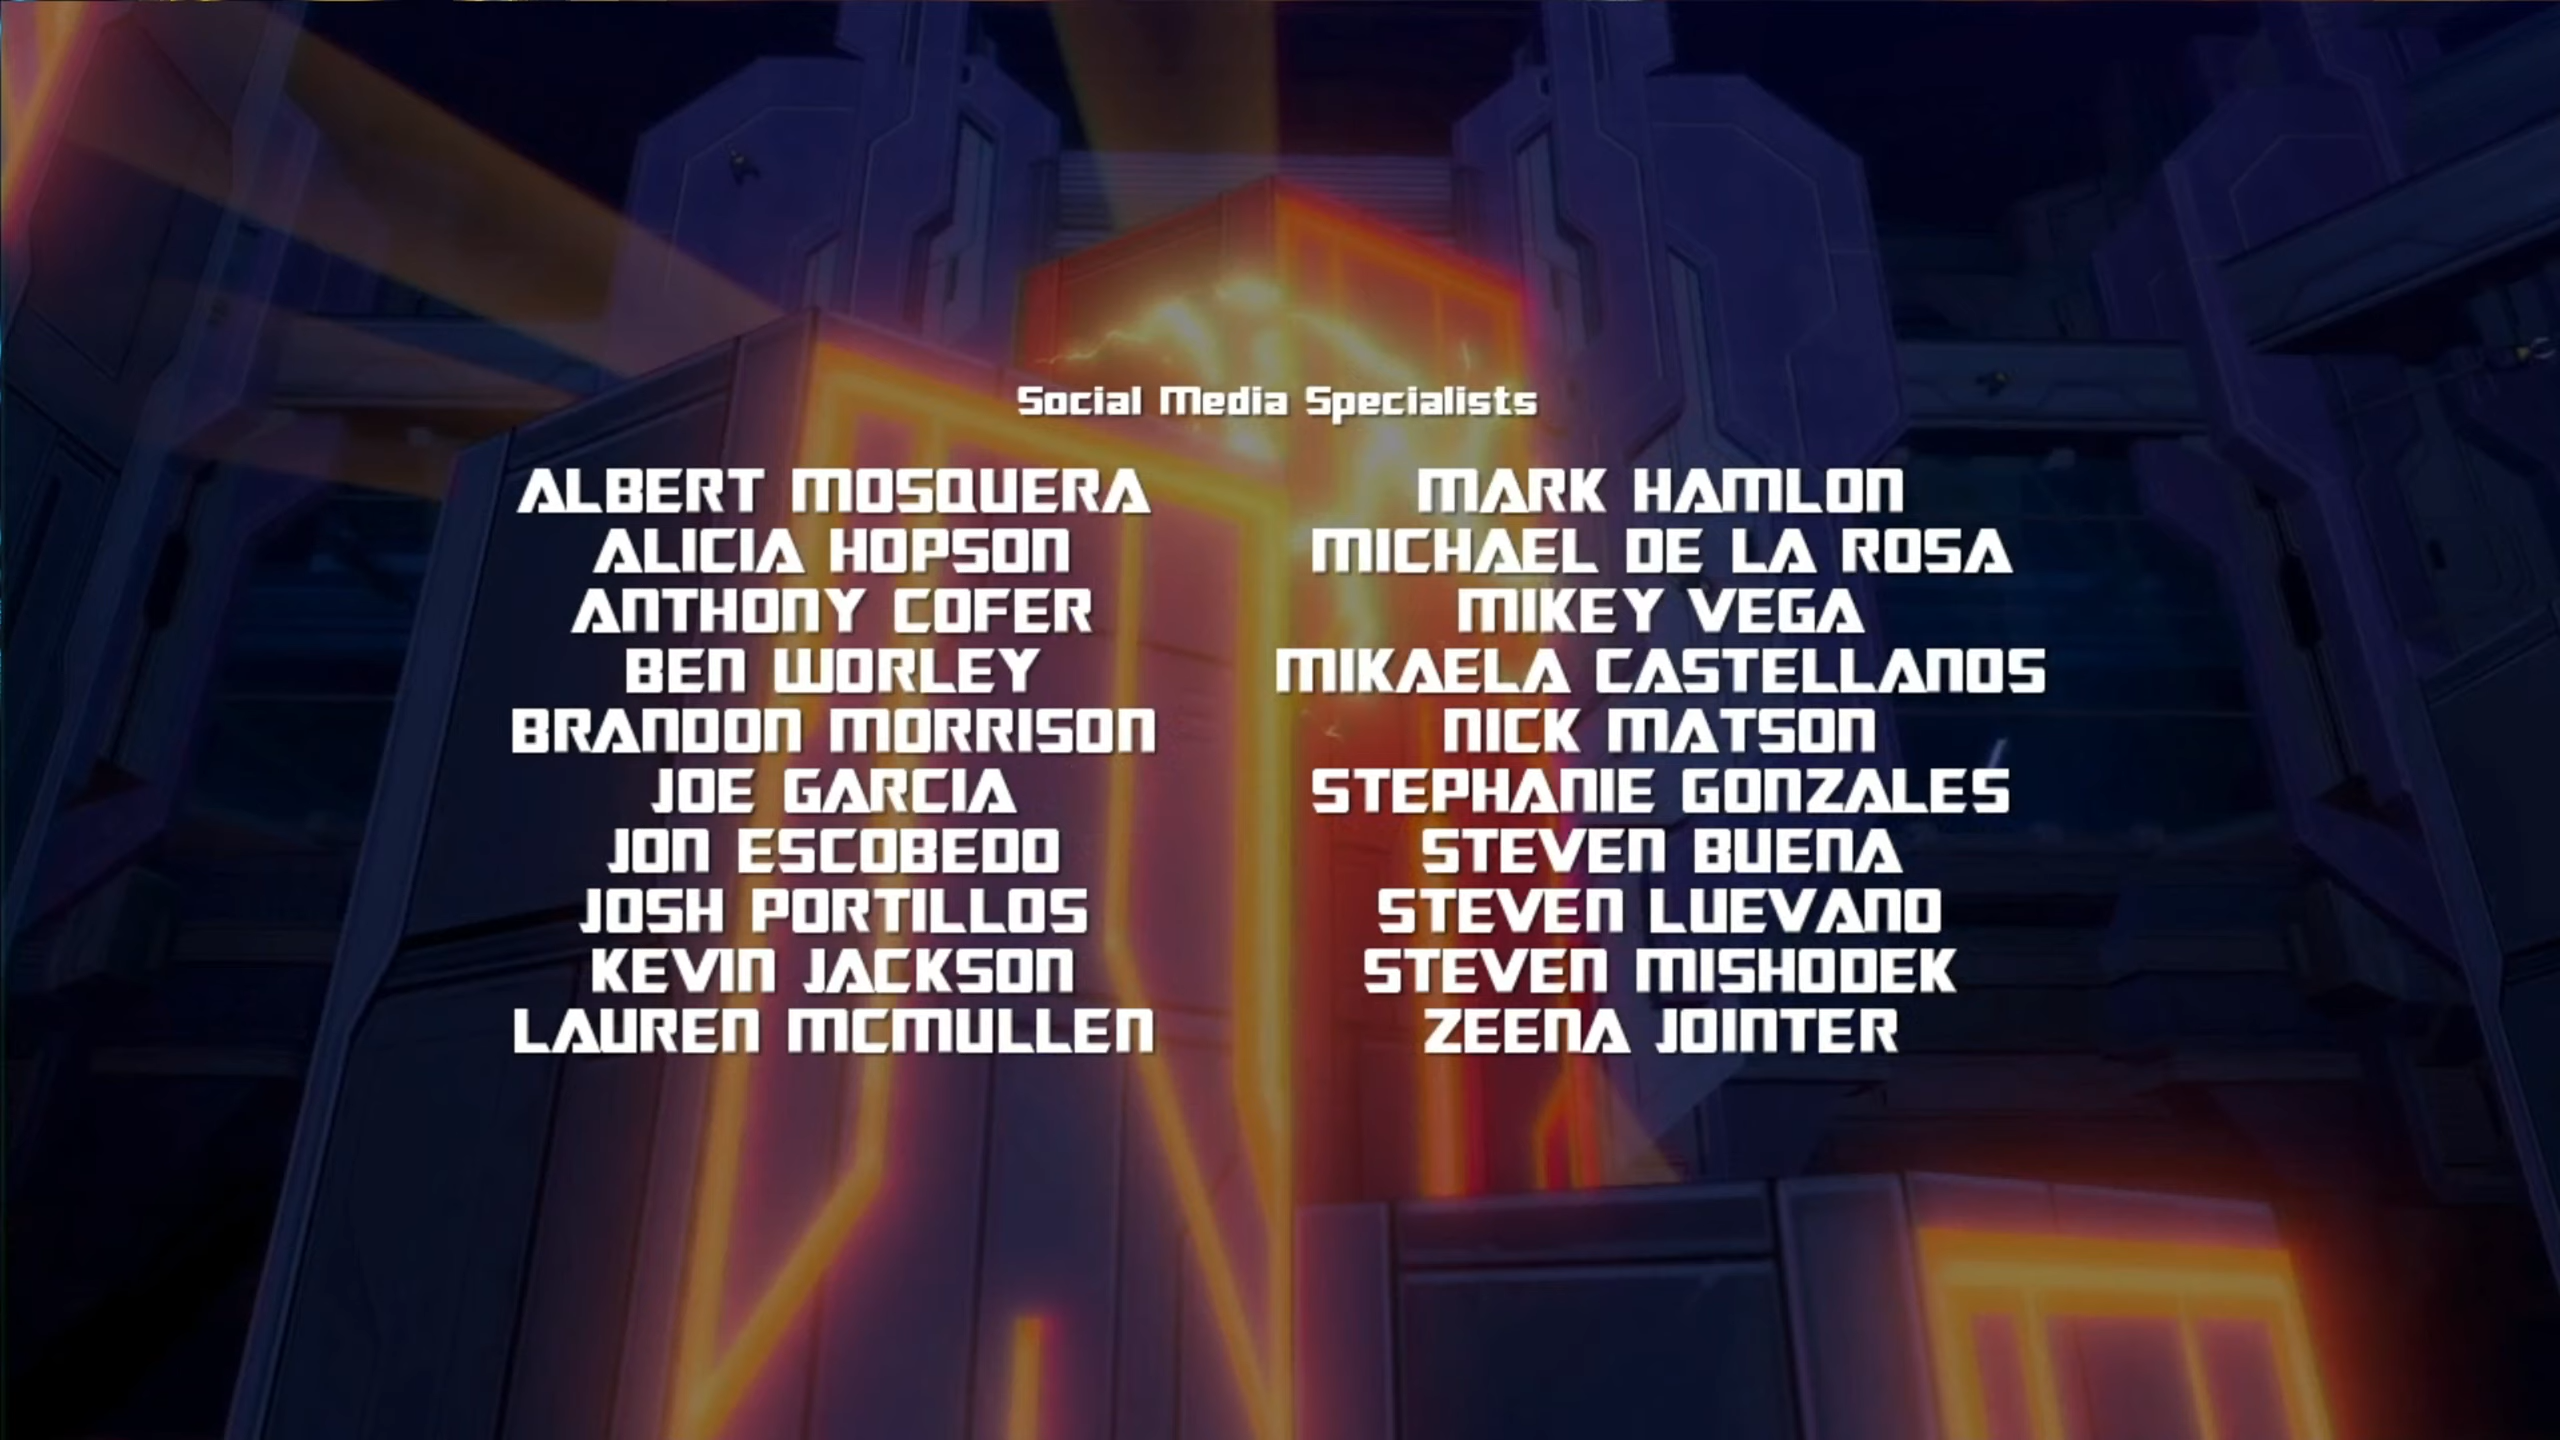 Social Media Specialists
ALBERT MOSQUERA
ALICIA HOPSON
ANTHONY COFER
BEN WORLEY
BRANDON MORRISON
JOE GARCIA
JON ESCOBEDO
JOSH PORTILLOS
KEVIN JACKSON
LAUREN MCMULLEN
MARK HAMLON
MICHAEL DE LA ROSA
MIKEY VEGA
MIKAELA CASTELLANOS
NICK MATSON
STEPHANIE GONZALES
STEVEN BUENA
STEVEN LUEVANO
STEVEN MISHODEK
ZEENA JOINTER